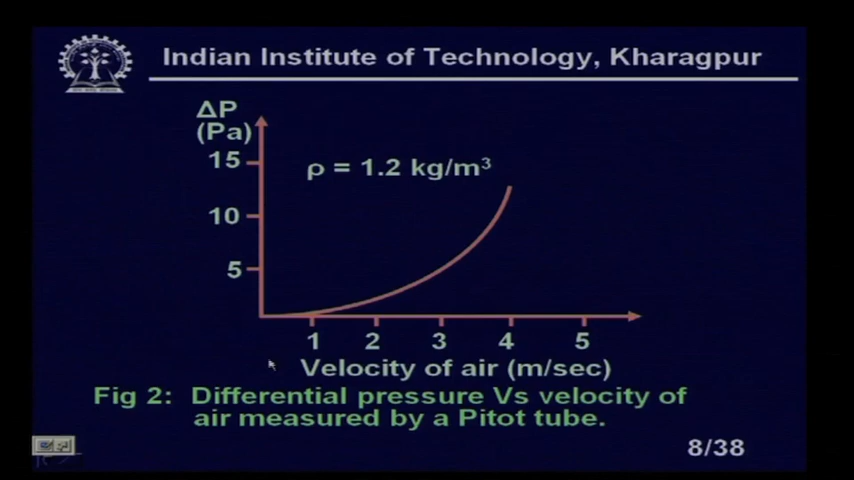 Indian Institute of Technology, Kharagpur
ΔP
(Pa)
15
ρ = 1.2 kg/m³
10
5
1 2 3 4 5
Velocity of air (m/sec)
Fig 2: Differential pressure Vs velocity of
air measured by a Pitot tube.
8/38